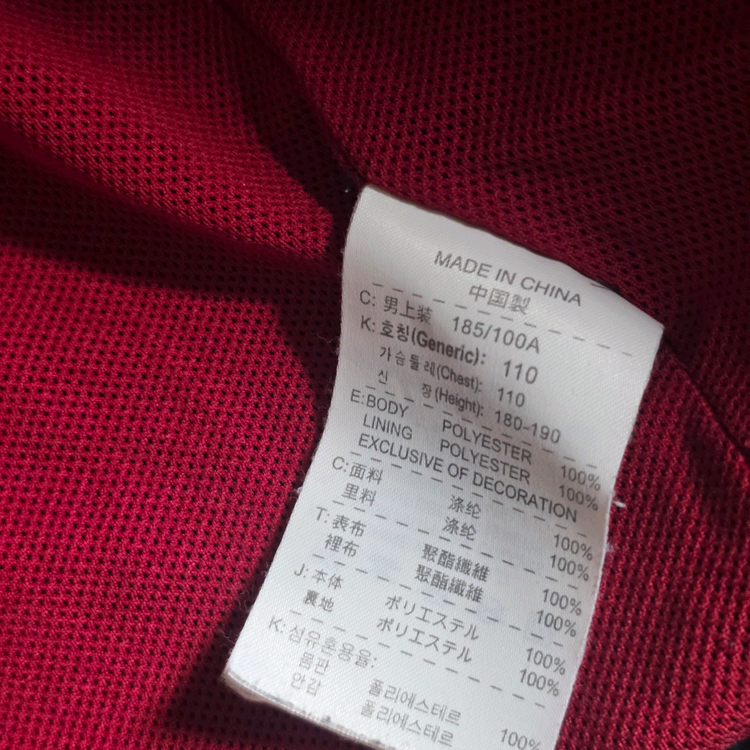 MADE IN CHINA
中国製
C: 男上装 185/100A
K: 호칭(Generic): 110
가슴둘레(Chest): 110
신 장(Height): 180-190
E:BODY POLYESTER 100%
LINING POLYESTER 100%
EXCLUSIVE OF DECORATION
C:面料 涤纶 100%
里料 涤纶 100%
T: 表布 聚酯纖維 100%
裡布 聚酯纖維 100%
J: 本体 ポリエステル 100%
裏地 ポリエステル 100%
K: 섬유혼용율:
몸판 폴리에스테르 100%
안감 폴리에스테르